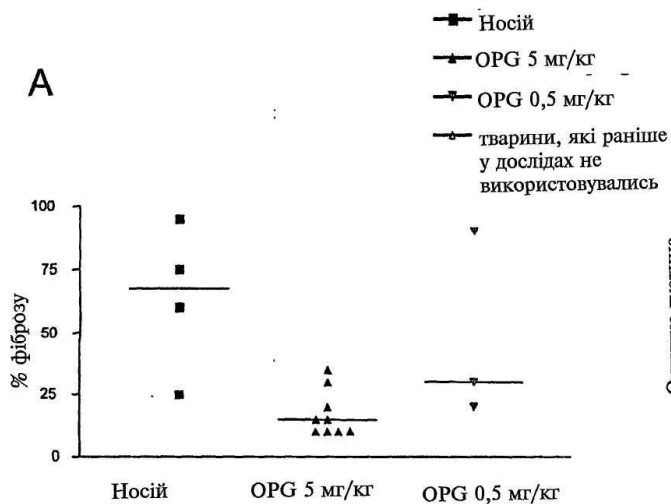 Носій
OPG 5 мг/кг
OPG 0,5 мг/кг
тварини, які раніше
у дослідах не
використовувались
A
100
75
50
25
0
% фіброзу
Носій
OPG 5 мг/кг
OPG 0,5 мг/кг